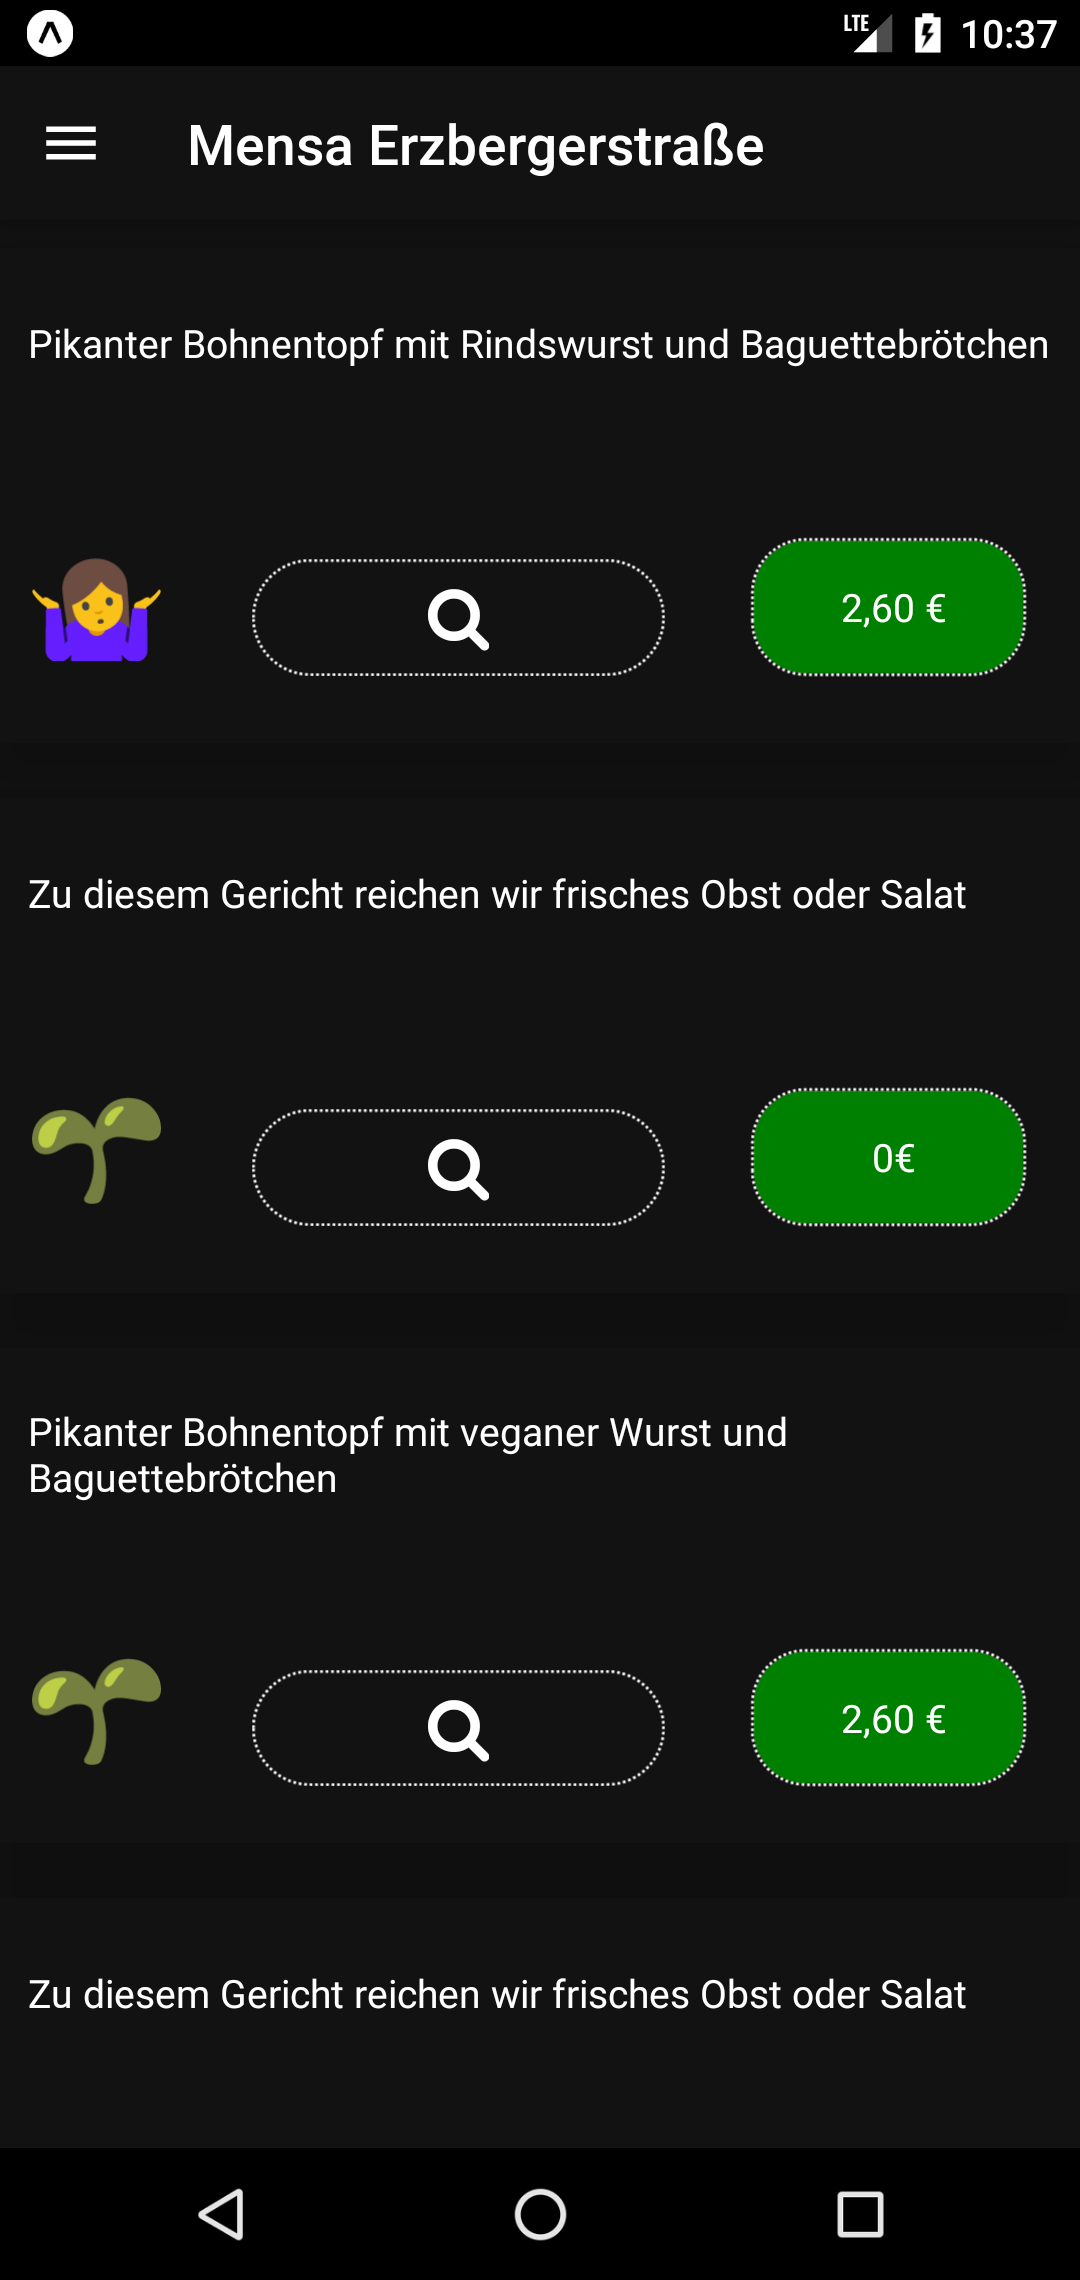 LTE 10:37
Mensa Erzbergerstraße
Pikanter Bohnentopf mit Rindswurst und Baguettebrötchen
2,60 €
Zu diesem Gericht reichen wir frisches Obst oder Salat
0€
Pikanter Bohnentopf mit veganer Wurst und
Baguettebrötchen
2,60 €
Zu diesem Gericht reichen wir frisches Obst oder Salat